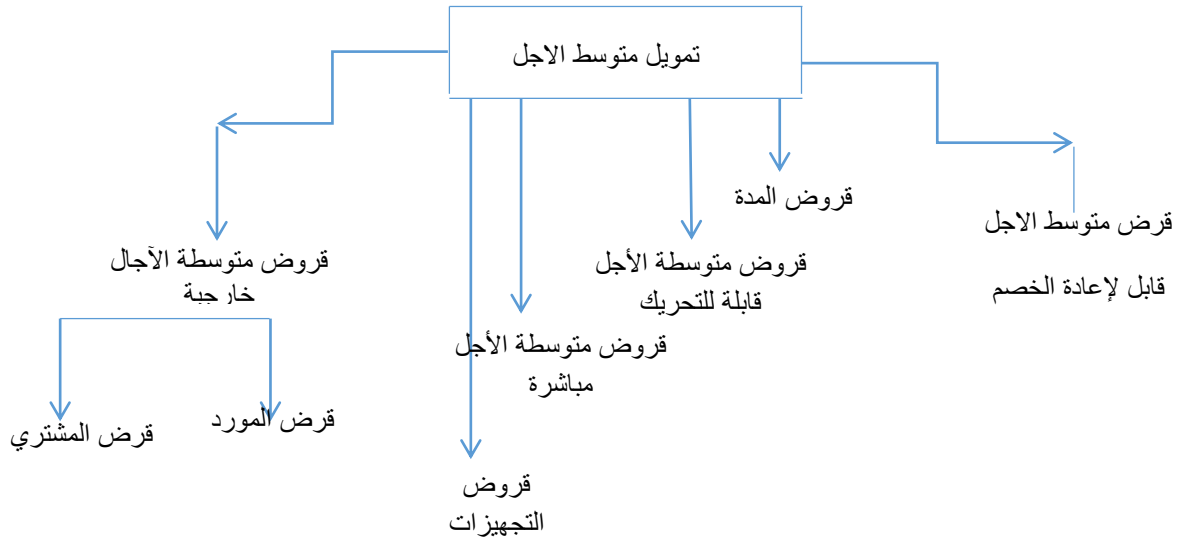 تمويل متوسط الاجل
قروض المدة
قرض متوسط الاجل
قابل لإعادة الخصم
قروض متوسطة الأجل
قابلة للتحريك
قروض متوسطة الآجال
خارجية
قروض متوسطة الأجل
مباشرة
قرض المورد
قرض المشتري
قروض
التجهيزات